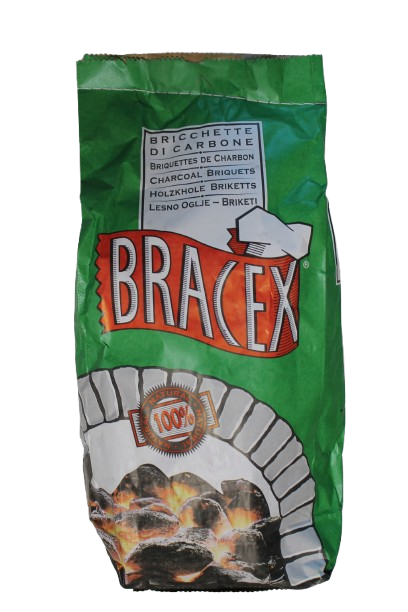 BRICCHETTE
DI CARBONE
BRIQUETTES DE CHARBON
CHARCOAL BRIQUETS
HOLZKHOLE BRIKETTS
LESNO OGLJE – BRIKETI
BRACEX®
100%